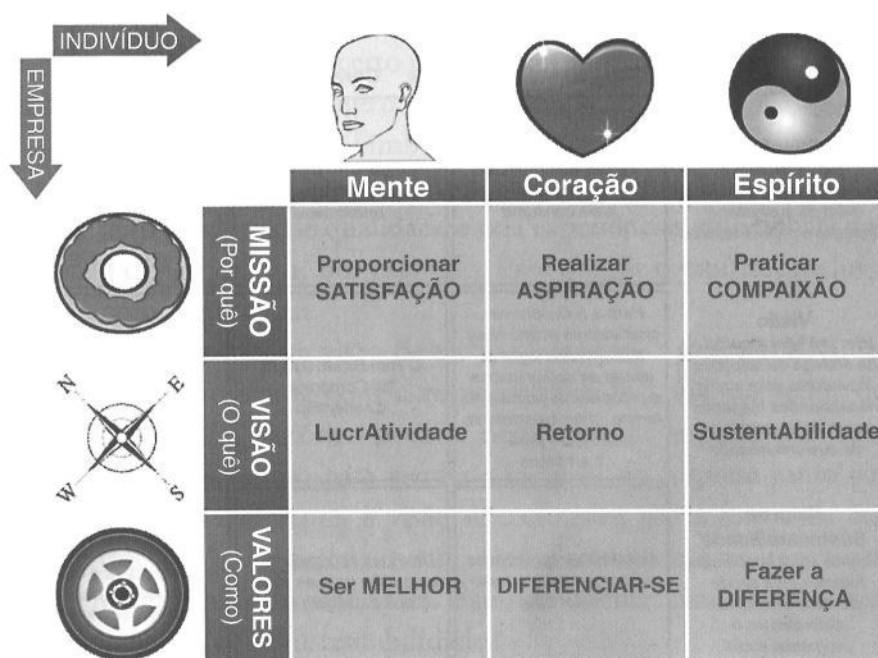 INDIVÍDUO
EMPRESA
Mente
Coração
Espírito
MISSÃO
(Por quê)
Proporcionar
SATISFAÇÃO
Realizar
ASPIRAÇÃO
Praticar
COMPAIXÃO
N
E
W
S
VISÃO
(O quê)
LucrAtividade
Retorno
SustentAbilidade
VALORES
(Como)
Ser MELHOR
DIFERENCIAR-SE
Fazer a
DIFERENÇA